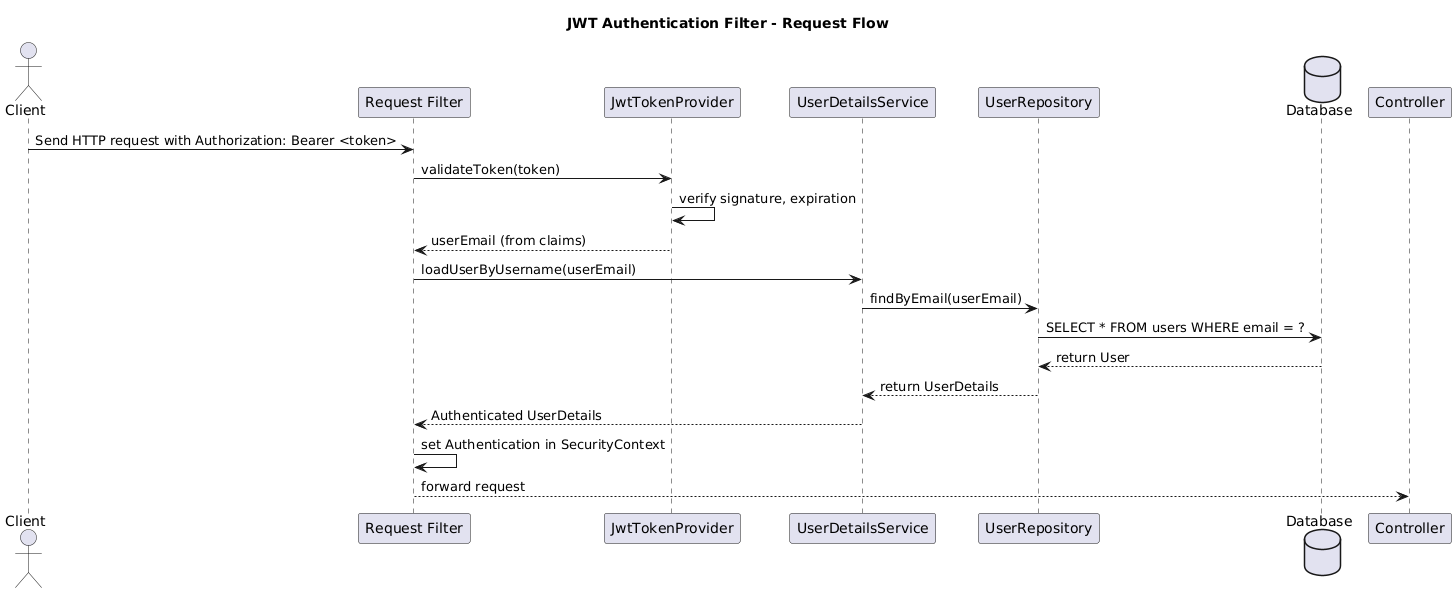 JWT Authentication Filter - Request Flow
Client
Request Filter
JwtTokenProvider
UserDetailsService
UserRepository
Database
Controller
Send HTTP request with Authorization: Bearer <token>
validateToken(token)
verify signature, expiration
userEmail (from claims)
loadUserByUsername(userEmail)
findByEmail(userEmail)
SELECT * FROM users WHERE email = ?
return User
return UserDetails
Authenticated UserDetails
set Authentication in SecurityContext
forward request
Client
Request Filter
JwtTokenProvider
UserDetailsService
UserRepository
Database
Controller